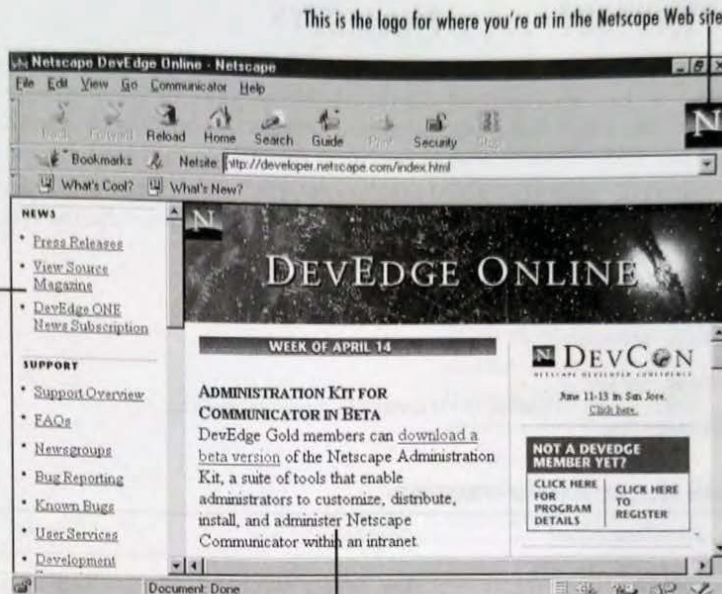 This is the logo for where you're at in the Netscape Web site
Netscape DevEdge Online - Netscape
File Edit View Go Communicator Help
Back Forward Reload Home Search Guide Print Security Stop
N
Bookmarks Netsite http://developer.netscape.com/index.html
What's Cool? What's New?
NEWS
• Press Releases
• View Source
Magazine
• DevEdge ONE
News Subscription
SUPPORT
• Support Overview
• FAQs
• Newsgroups
• Bug Reporting
• Known Bugs
• User Services
• Development
N
DEVEDGE ONLINE
WEEK OF APRIL 14
ADMINISTRATION KIT FOR
COMMUNICATOR IN BETA
DevEdge Gold members can download a
beta version of the Netscape Administration
Kit, a suite of tools that enable
administrators to customize, distribute,
install, and administer Netscape
Communicator within an intranet
N DEVCON
NETSCAPE DEVELOPER CONFERENCE
June 11-13 in San Jose.
Click here.
NOT A DEVEDGE
MEMBER YET?
CLICK HERE
FOR
PROGRAM
DETAILS
CLICK HERE
TO
REGISTER
Document: Done